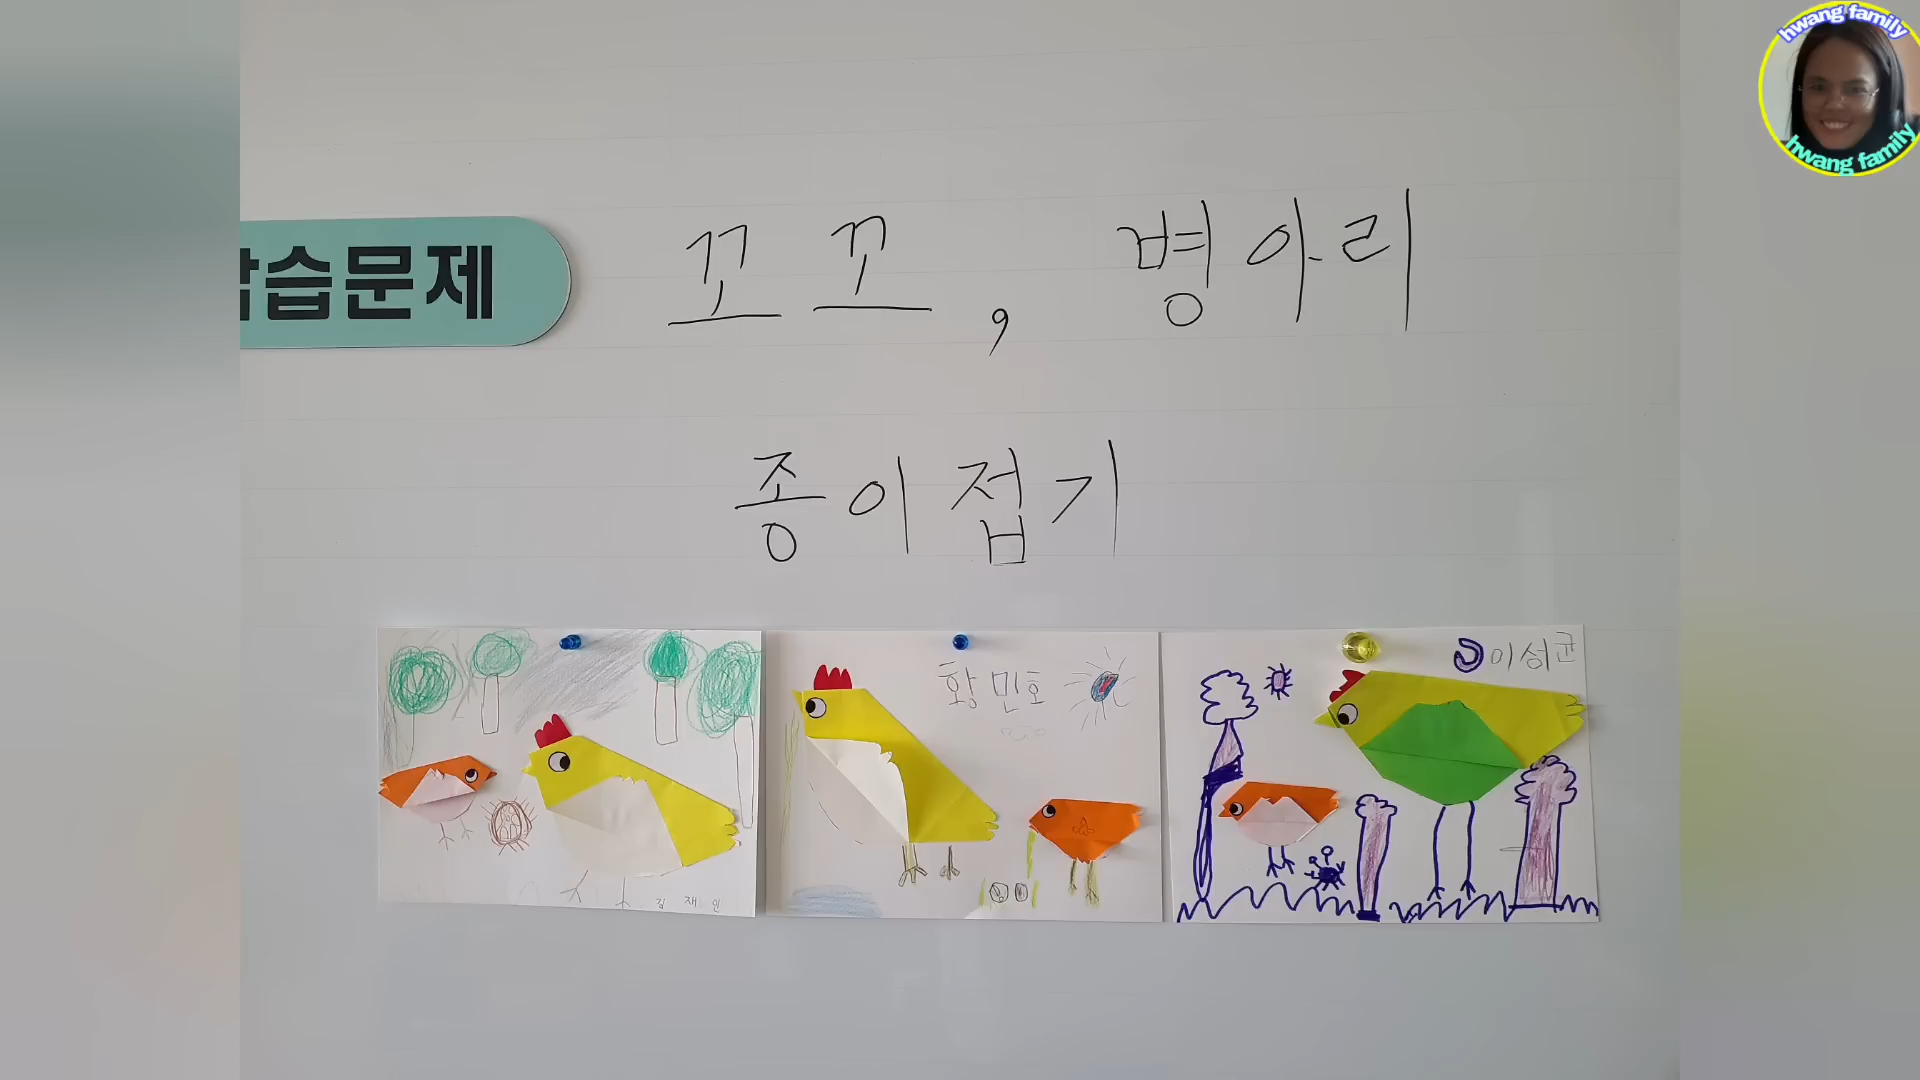 hwang family
hwang family
학습문제
꼬꼬, 병아리
종이접기
김재인
황민호
이성균